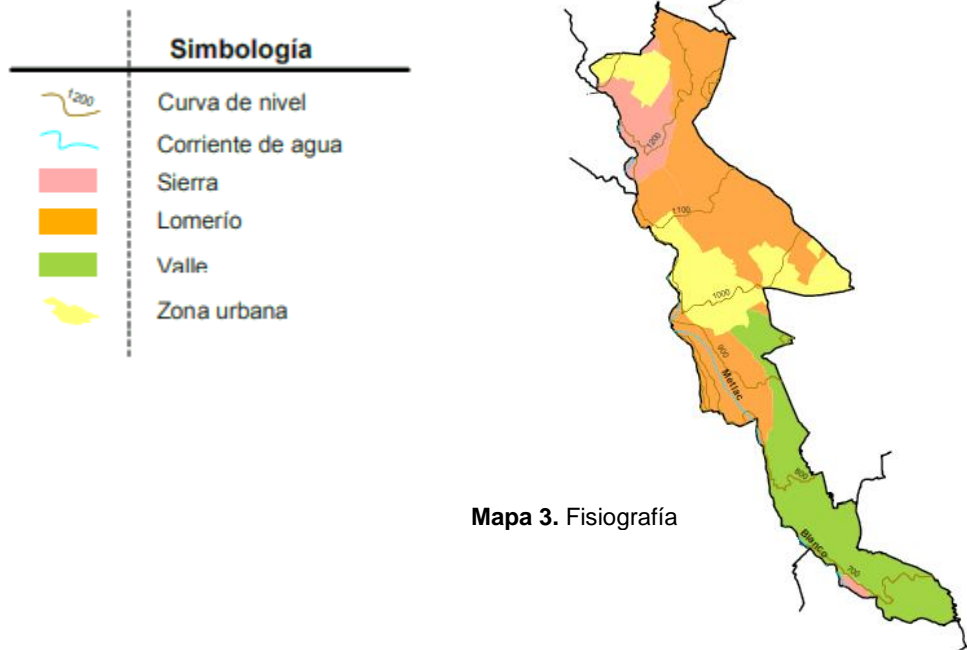 Simbología
1200
Curva de nivel
Corriente de agua
Sierra
Lomerío
Valle
Zona urbana
1200
1100
1000
900
Metlac
800
Mapa 3. Fisiografía
Blanco
700